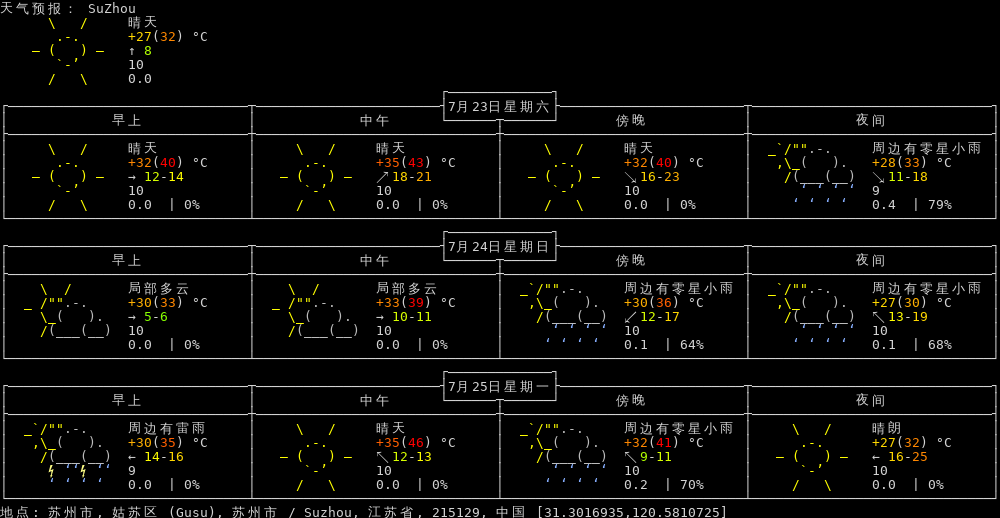 天气预报: SuZhou
晴天
+27(32) °C
↑ 8
10
0.0
7月23日星期六
早上 中午 傍晚 夜间
晴天 晴天 晴天 周边有零星小雨
+32(40) °C +35(43) °C +32(40) °C +28(33) °C
→ 12-14 ↗ 18-21 ↘ 16-23 ↘ 11-18
10 10 10 9
0.0 | 0% 0.0 | 0% 0.0 | 0% 0.4 | 79%
7月24日星期日
早上 中午 傍晚 夜间
局部多云 局部多云 周边有零星小雨 周边有零星小雨
+30(33) °C +33(39) °C +30(36) °C +27(30) °C
→ 5-6 → 10-11 ↙ 12-17 ↖ 13-19
10 10 10 10
0.0 | 0% 0.0 | 0% 0.1 | 64% 0.1 | 68%
7月25日星期一
早上 中午 傍晚 夜间
周边有雷雨 晴天 周边有零星小雨 晴朗
+30(35) °C +35(46) °C +32(41) °C +27(32) °C
← 14-16 ↖ 12-13 ↖ 9-11 ← 16-25
9 10 10 10
0.0 | 0% 0.0 | 0% 0.2 | 70% 0.0 | 0%
地点: 苏州市, 姑苏区 (Gusu), 苏州市 / Suzhou, 江苏省, 215129, 中国 [31.3016935,120.5810725]